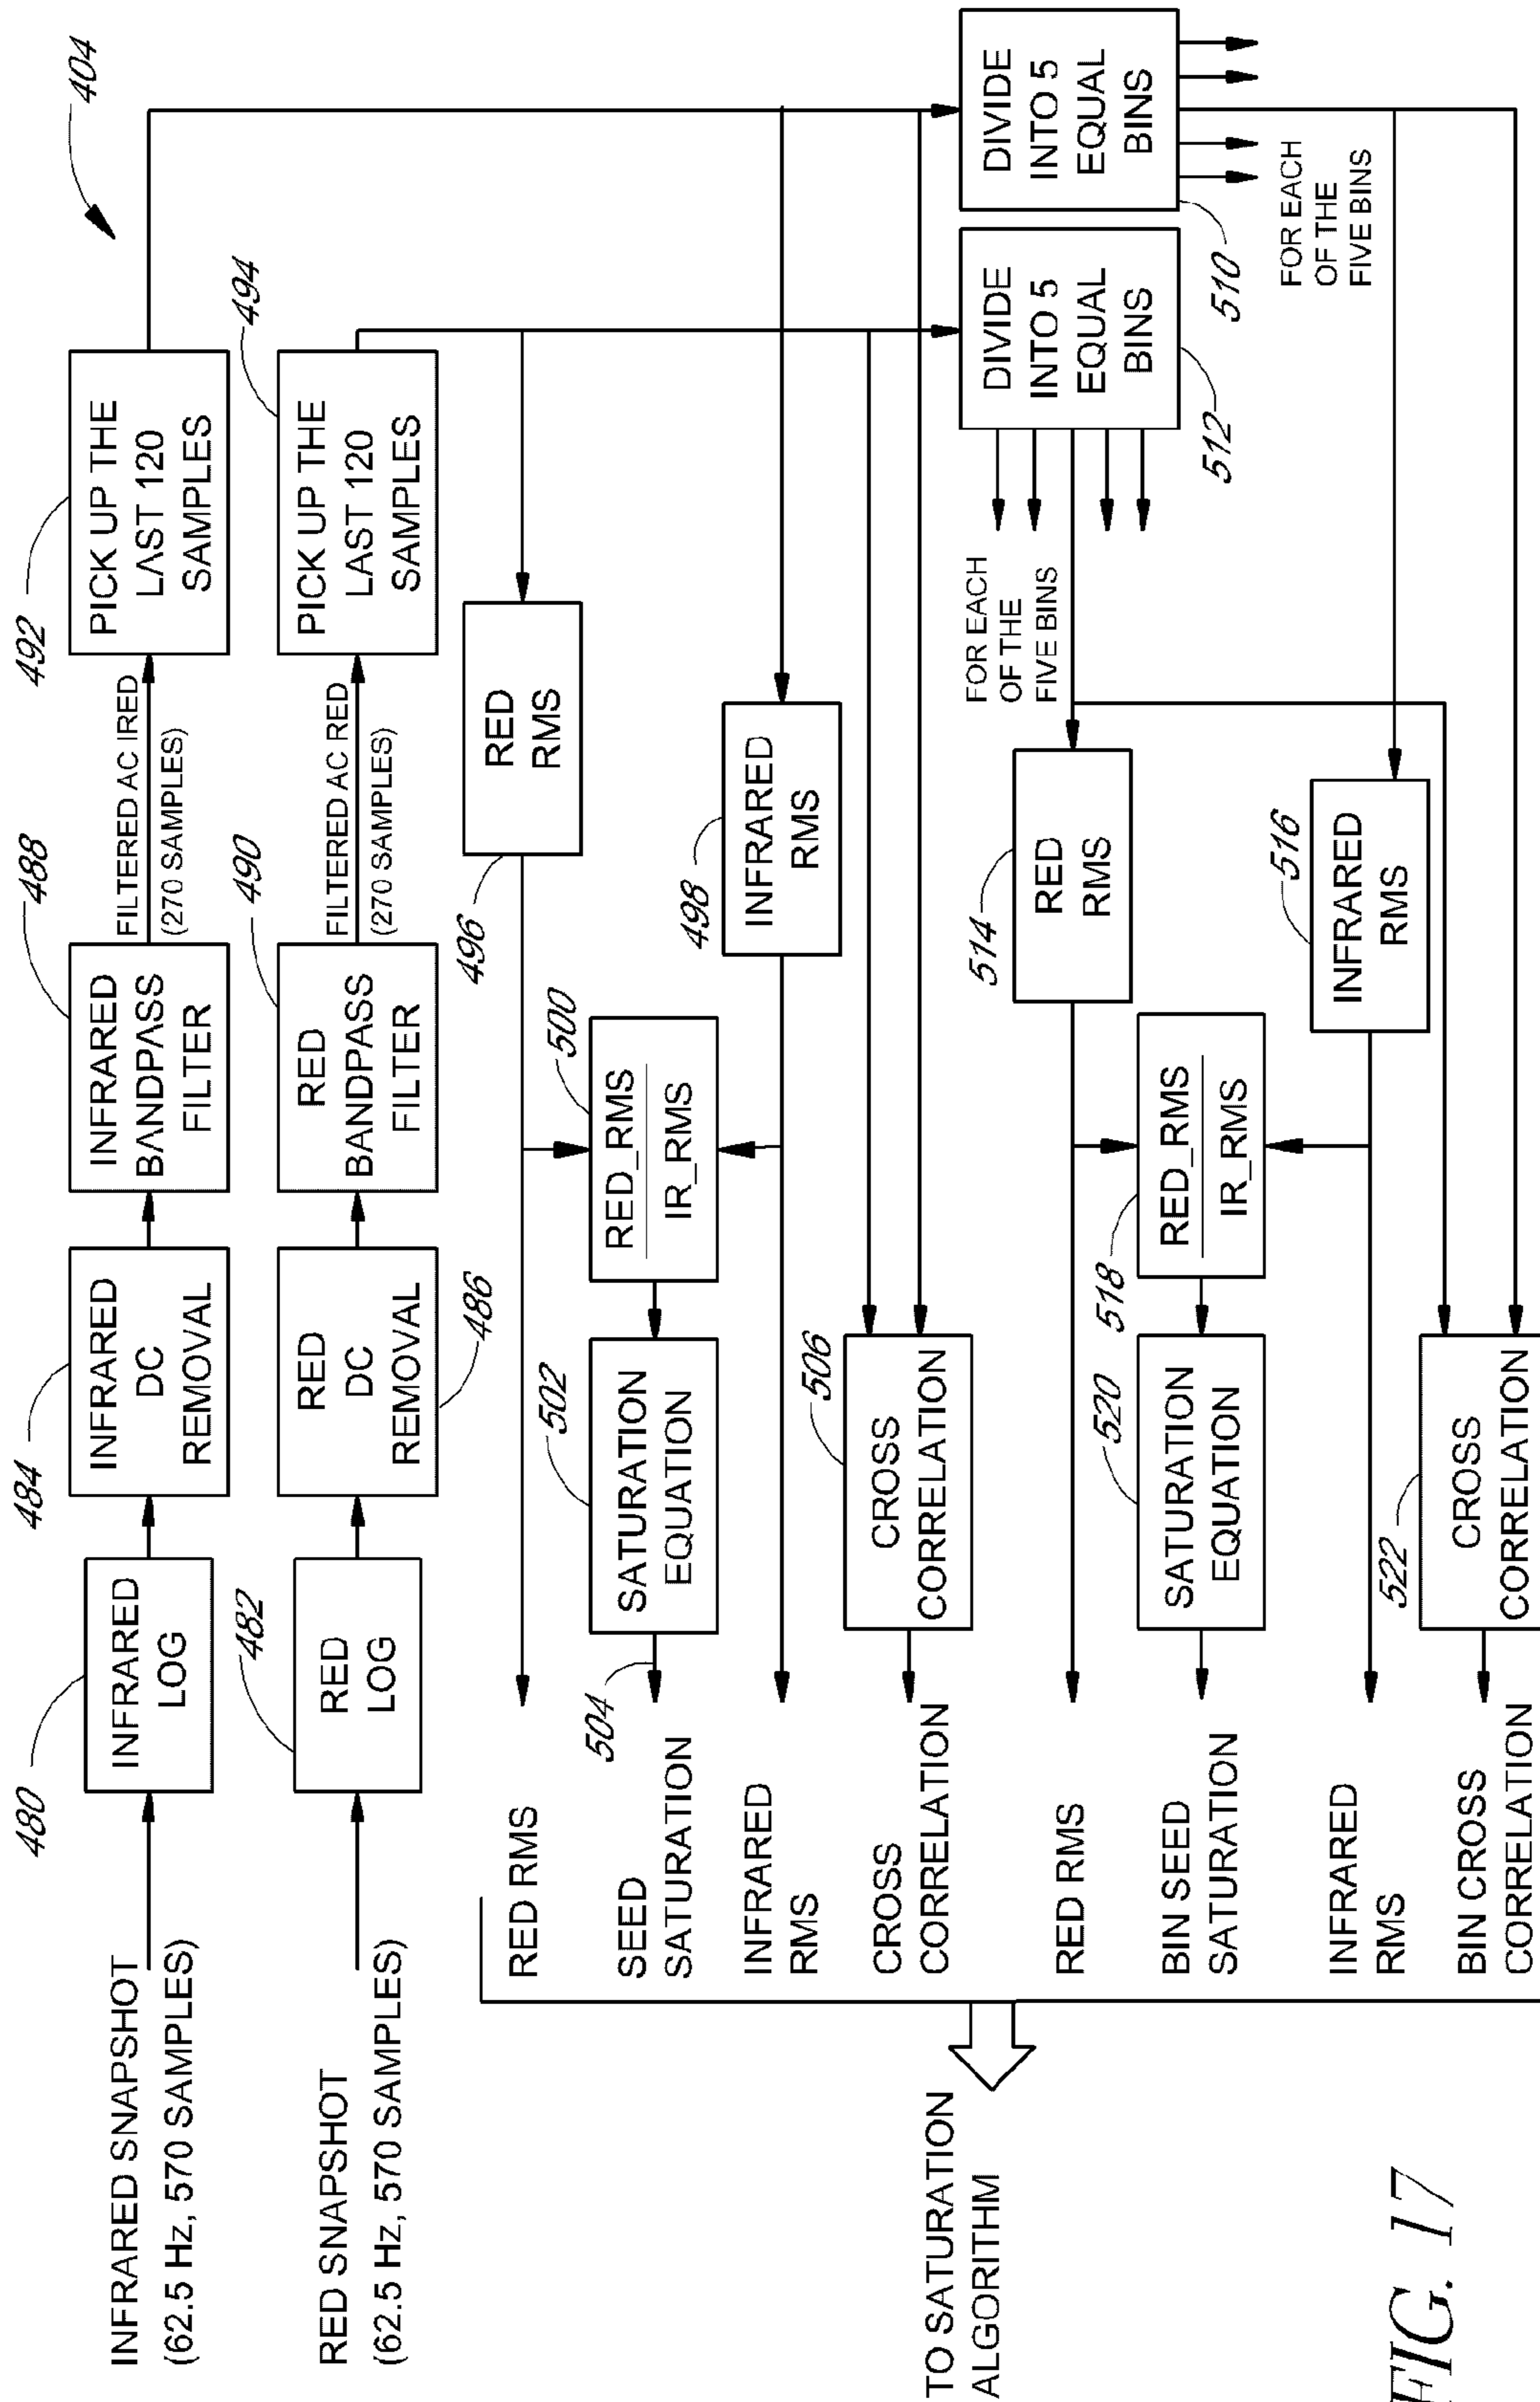 404
INFRARED SNAPSHOT
(62.5 Hz, 570 SAMPLES)
480
INFRARED
LOG
484
INFRARED
DC
REMOVAL
488
INFRARED
BANDPASS
FILTER
FILTERED AC IRED
(270 SAMPLES)
492
PICK UP THE
LAST 120
SAMPLES
RED SNAPSHOT
(62.5 Hz, 570 SAMPLES)
482
RED
LOG
RED
DC
REMOVAL
486
490
RED
BANDPASS
FILTER
FILTERED AC RED
(270 SAMPLES)
494
PICK UP THE
LAST 120
SAMPLES
RED RMS
496
RED
RMS
SEED
SATURATION
504
502
SATURATION
EQUATION
500
RED_RMS
IR_RMS
INFRARED
RMS
498
INFRARED
RMS
CROSS
CORRELATION
506
CROSS
CORRELATION
TO SATURATION
ALGORITHM
FOR EACH
OF THE
FIVE BINS
DIVIDE
INTO 5
EQUAL
BINS
512
DIVIDE
INTO 5
EQUAL
BINS
510
FOR EACH
OF THE
FIVE BINS
RED RMS
514
RED
RMS
BIN SEED
SATURATION
520
SATURATION
EQUATION
518
RED_RMS
IR_RMS
INFRARED
RMS
516
INFRARED
RMS
BIN CROSS
CORRELATION
522
CROSS
CORRELATION
FIG. 17